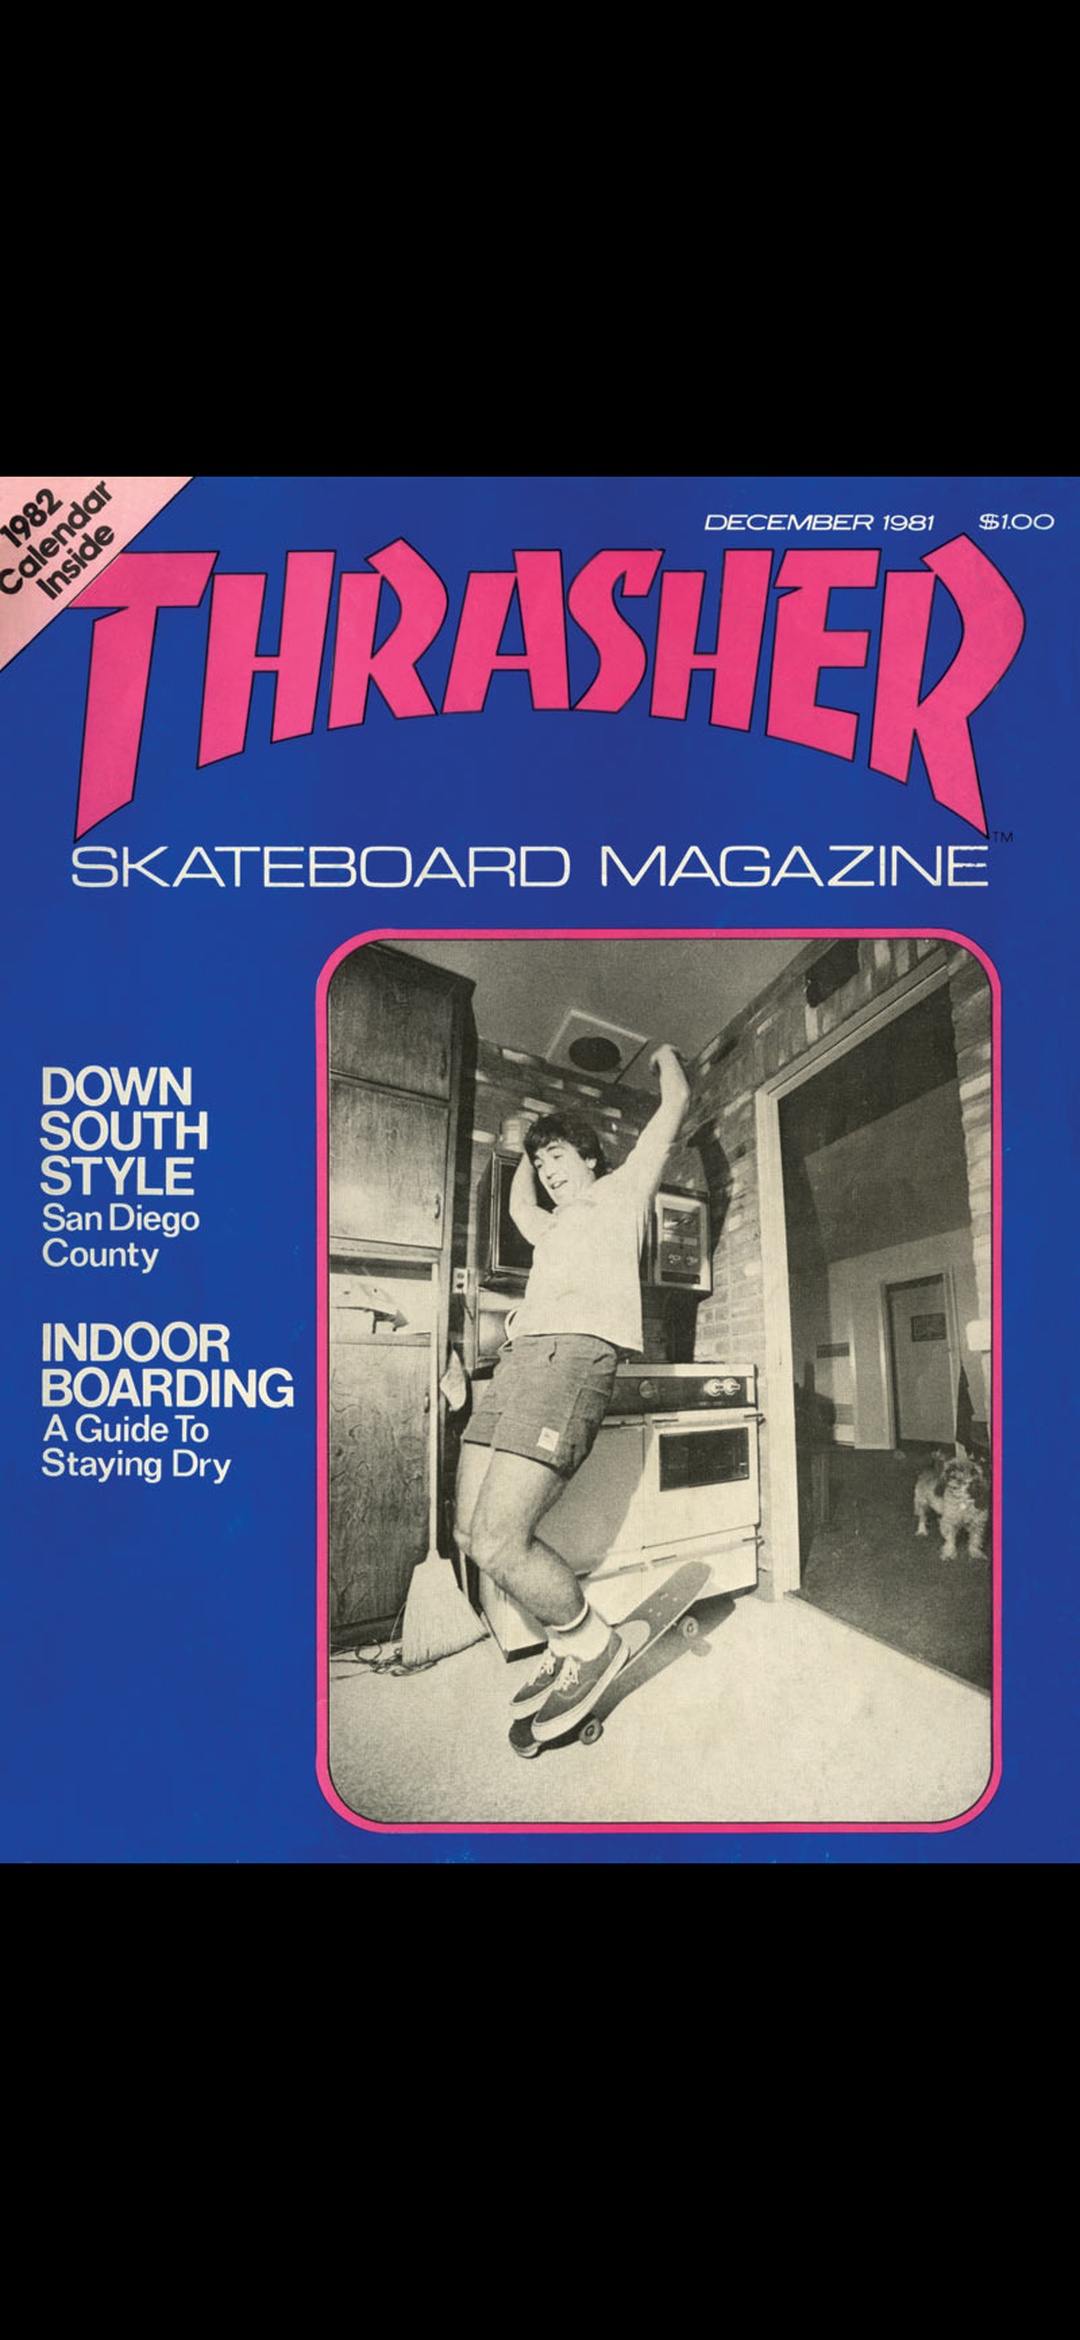 1982
Calendar
Inside
DECEMBER 1981 $1.00
THRASHER
TM
SKATEBOARD MAGAZINE
DOWN
SOUTH
STYLE
San Diego
County
INDOOR
BOARDING
A Guide To
Staying Dry